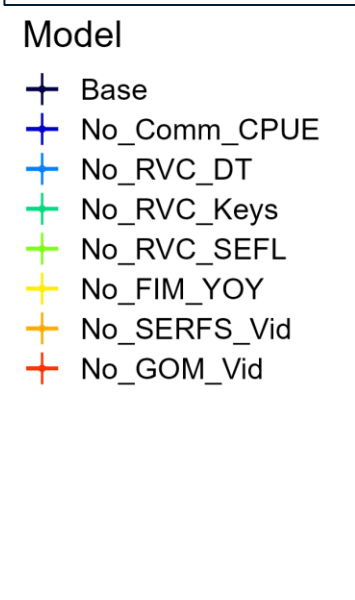 Model
Base
No_Comm_CPUE
No_RVC_DT
No_RVC_Keys
No_RVC_SEFL
No_FIM_YOY
No_SERFS_Vid
No_GOM_Vid